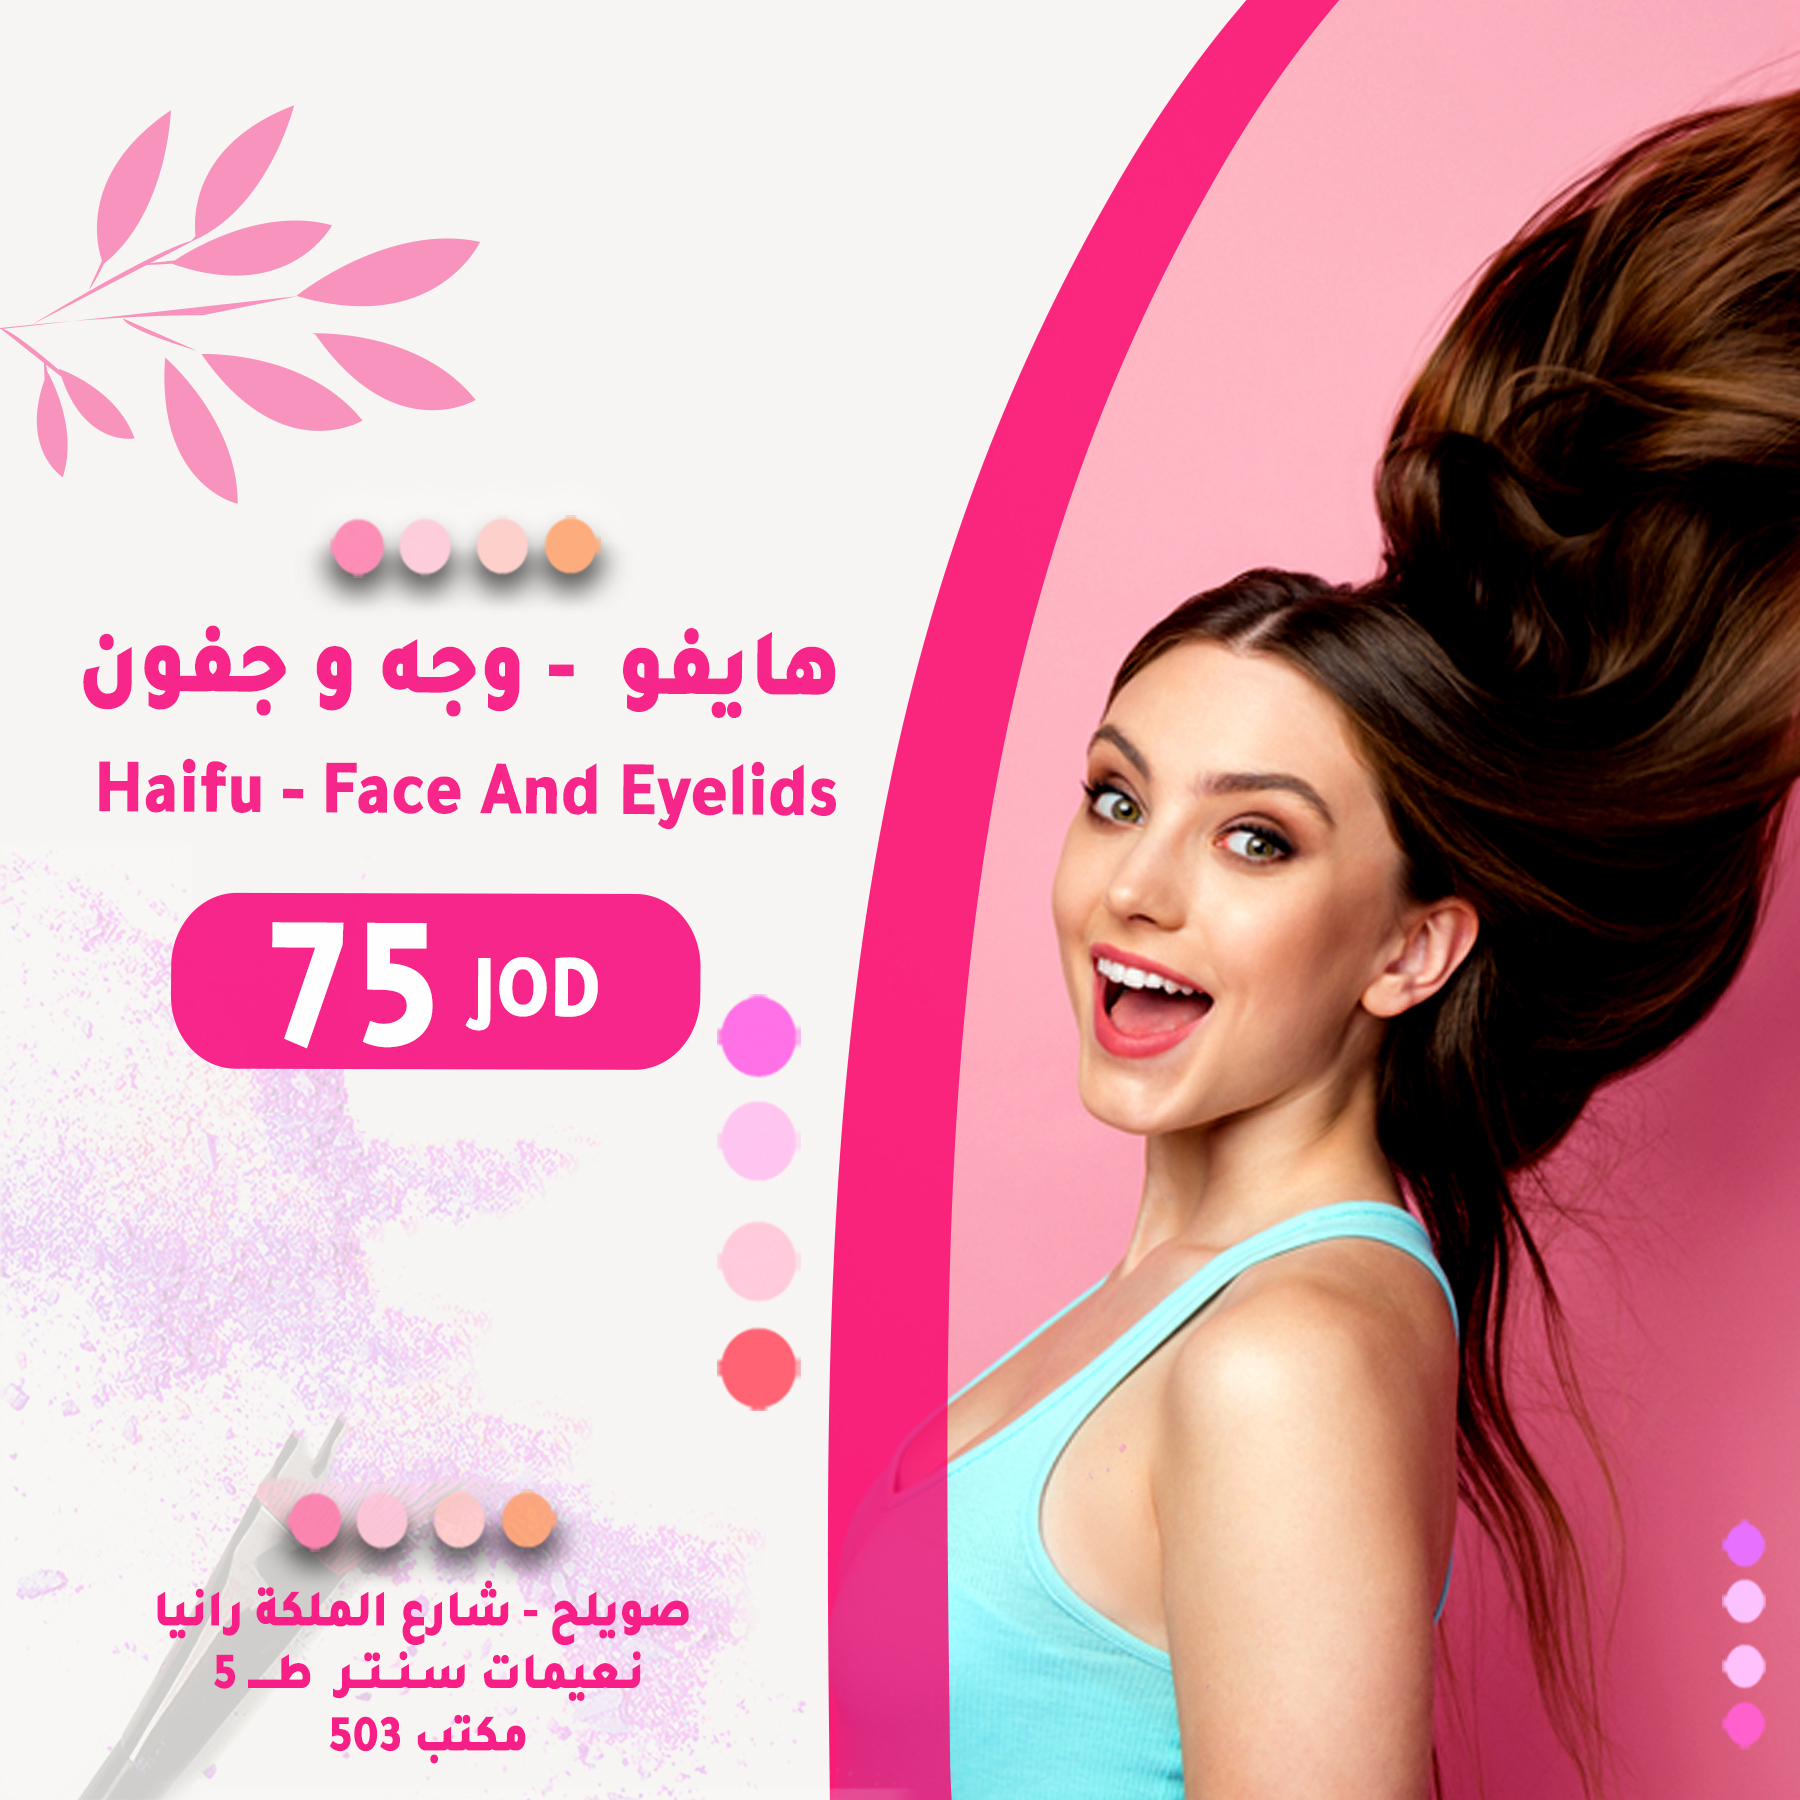 هايفو - وجه و جفون
Haifu - Face And Eyelids
75 JOD
صويلح - شارع الملكة رانيا
نعيمات سنتر طـ 5
مكتب 503